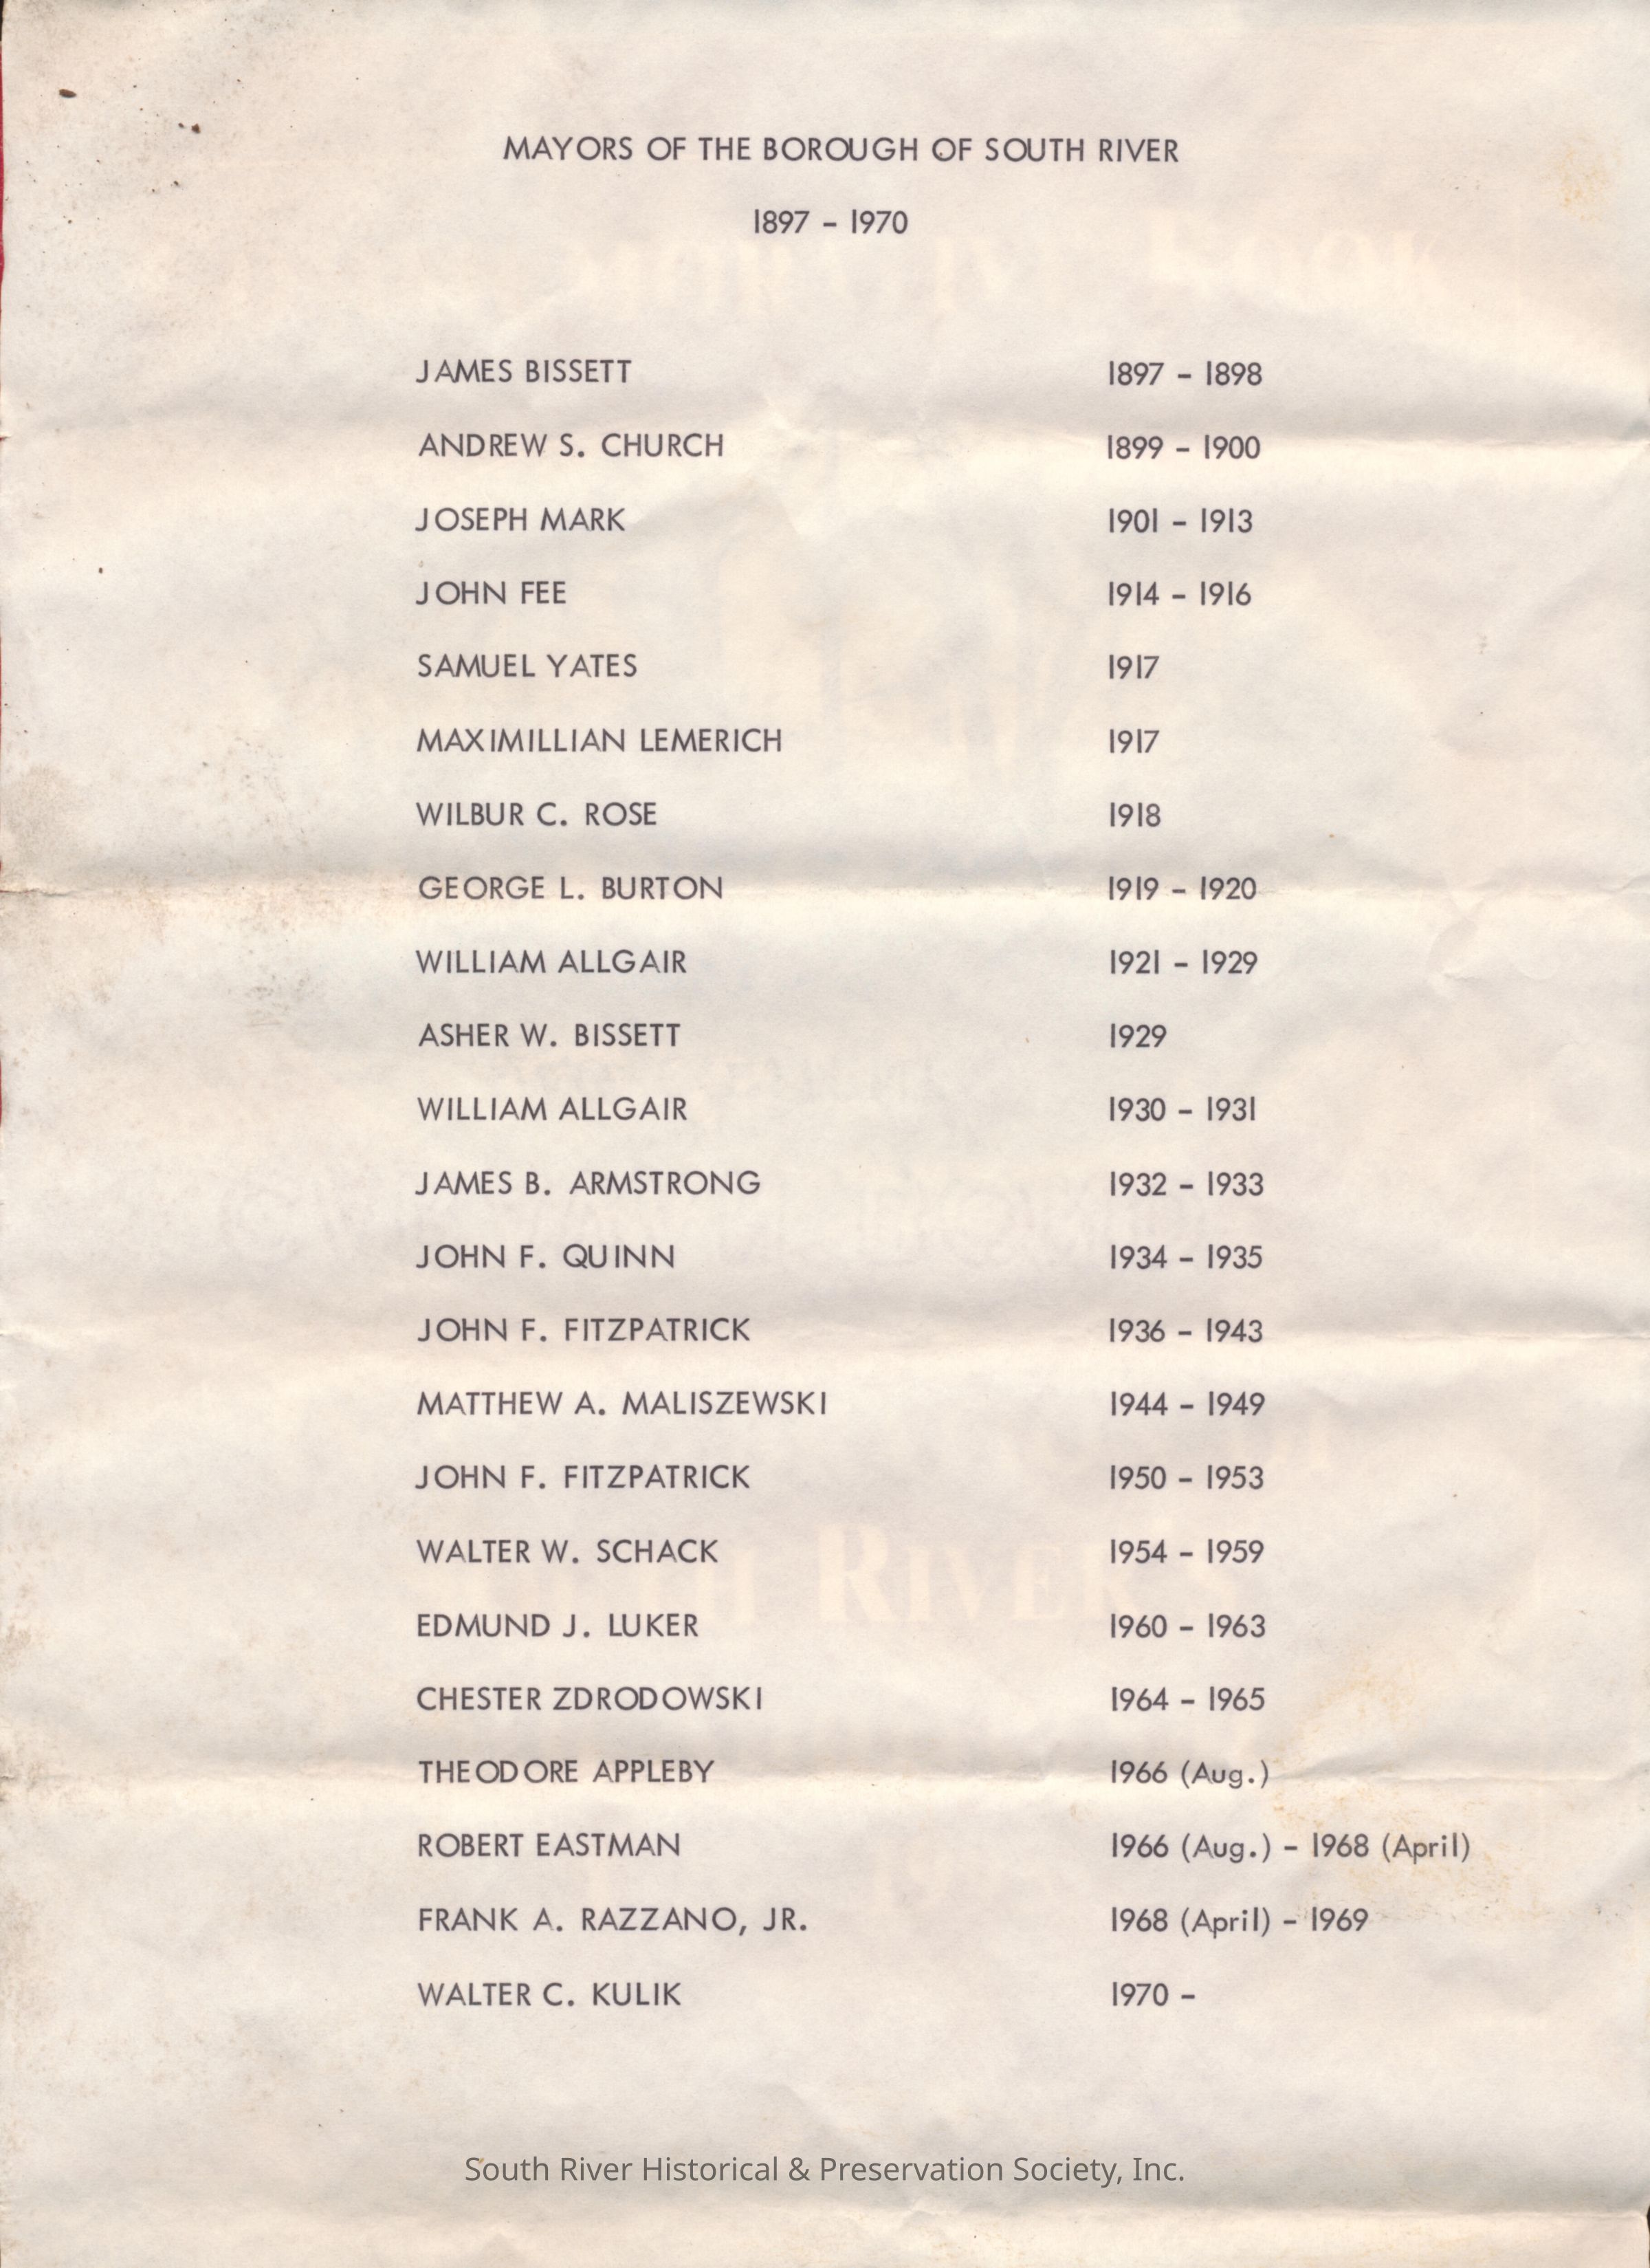 MAYORS OF THE BOROUGH OF SOUTH RIVER
1897 - 1970
JAMES BISSETT 1897 - 1898
ANDREW S. CHURCH 1899 - 1900
JOSEPH MARK 1901 - 1913
JOHN FEE 1914 - 1916
SAMUEL YATES 1917
MAXIMILLIAN LEMERICH 1917
WILBUR C. ROSE 1918
GEORGE L. BURTON 1919 - 1920
WILLIAM ALLGAIR 1921 - 1929
ASHER W. BISSETT 1929
WILLIAM ALLGAIR 1930 - 1931
JAMES B. ARMSTRONG 1932 - 1933
JOHN F. QUINN 1934 - 1935
JOHN F. FITZPATRICK 1936 - 1943
MATTHEW A. MALISZEWSKI 1944 - 1949
JOHN F. FITZPATRICK 1950 - 1953
WALTER W. SCHACK 1954 - 1959
EDMUND J. LUKER 1960 - 1963
CHESTER ZDRODOWSKI 1964 - 1965
THEODORE APPLEBY 1966 (Aug.)
ROBERT EASTMAN 1966 (Aug.) - 1968 (April)
FRANK A. RAZZANO, JR. 1968 (April) - 1969
WALTER C. KULIK 1970 -
South River Historical & Preservation Society, Inc.